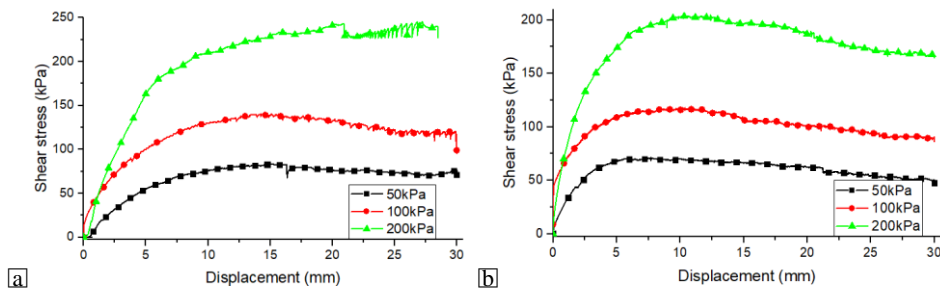 250
200
150
100
50
0
Shear stress (kPa)
0 5 10 15 20 25 30
Displacement (mm)
50kPa
100kPa
200kPa
a
200
150
100
50
0
Shear stress (kPa)
0 5 10 15 20 25 30
Displacement (mm)
50kPa
100kPa
200kPa
b